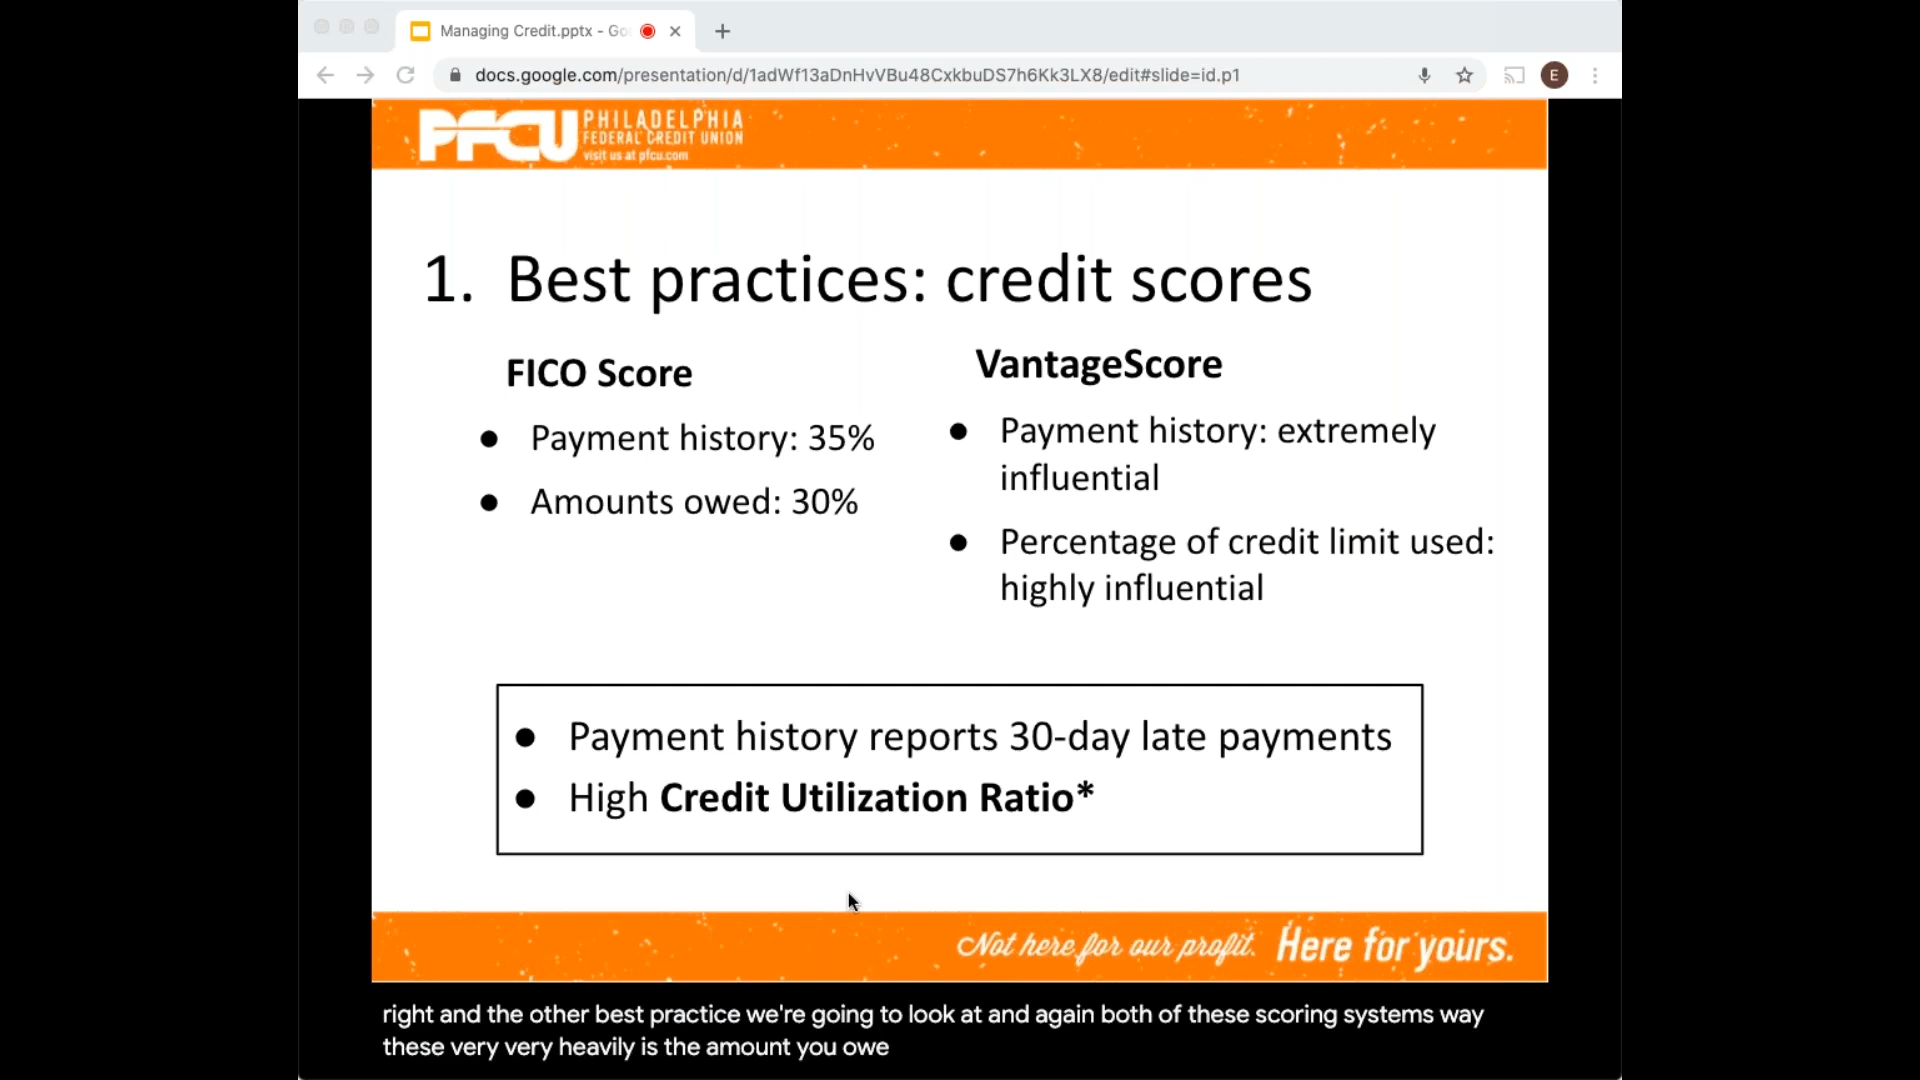 Managing Credit.pptx - Go
docs.google.com/presentation/d/1adWf13aDnHvVBu48CxkbuDS7h6Kk3LX8/edit#slide=id.p1
E
PFCU
PHILADELPHIA
FEDERAL CREDIT UNION
visit us at pfcu.com
1. Best practices: credit scores
FICO Score
● Payment history: 35%
● Amounts owed: 30%
VantageScore
● Payment history: extremely
influential
● Percentage of credit limit used:
highly influential
● Payment history reports 30-day late payments
● High Credit Utilization Ratio*
Not here for our profit. Here for yours.
right and the other best practice we're going to look at and again both of these scoring systems way
these very very heavily is the amount you owe